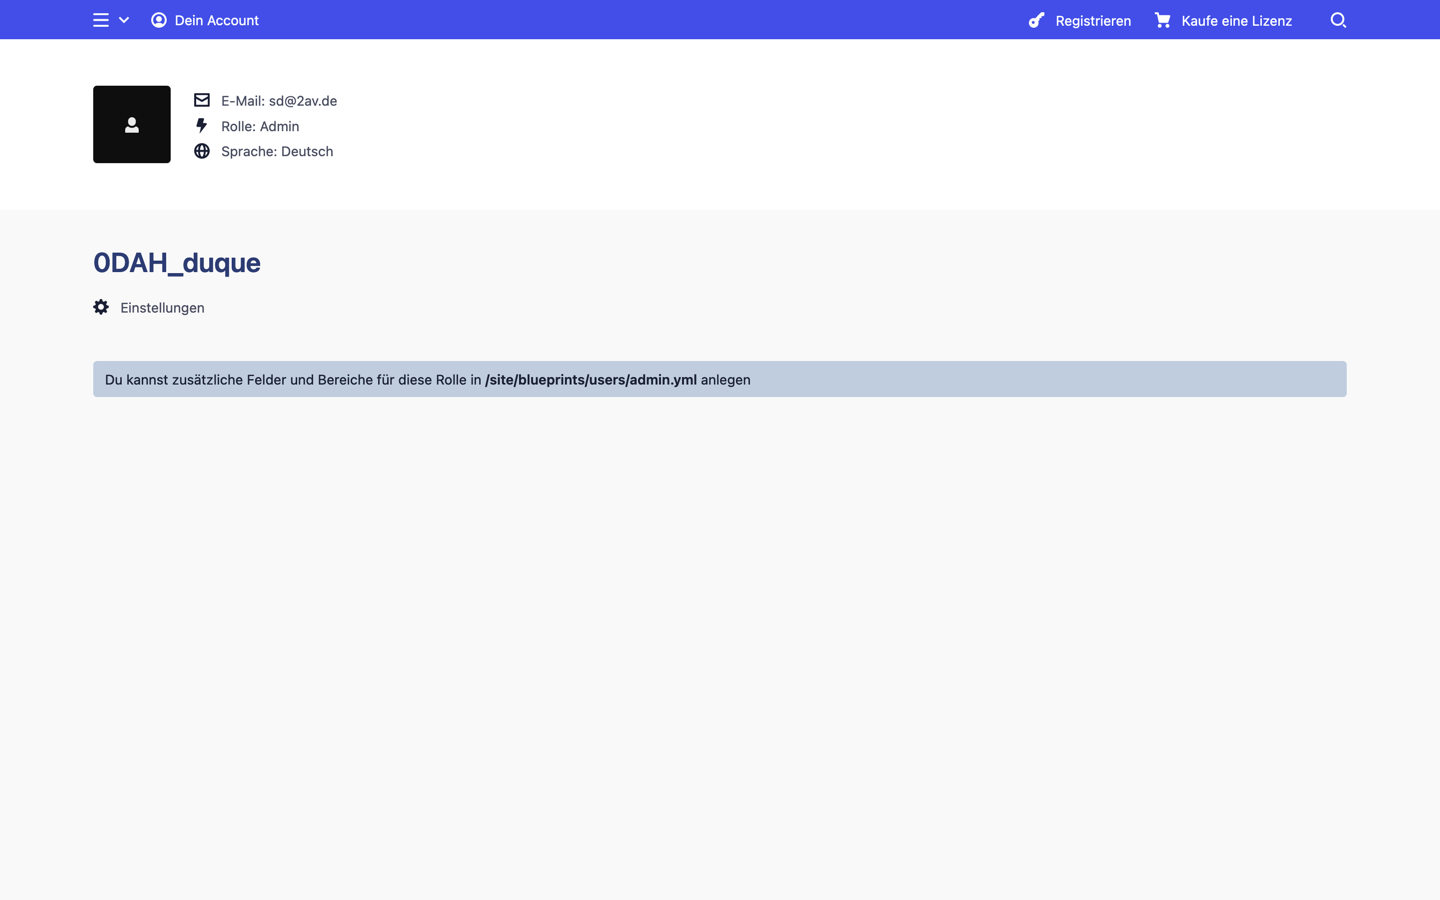 Dein Account
Registrieren
Kaufe eine Lizenz
E-Mail: sd@2av.de
Rolle: Admin
Sprache: Deutsch
0DAH_duque
Einstellungen
Du kannst zusätzliche Felder und Bereiche für diese Rolle in /site/blueprints/users/admin.yml anlegen